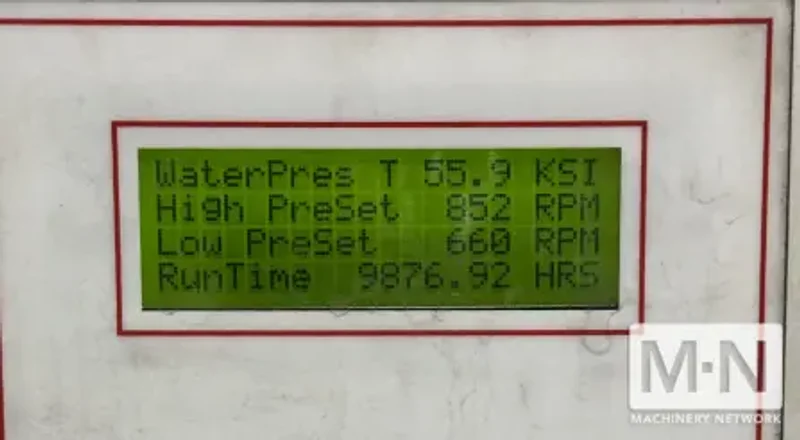 WaterPres T 55.9 KSI
High PreSet 852 RPM
Low PreSet 660 RPM
RunTime 9876.92 HRS
M·N
MACHINERY NETWORK